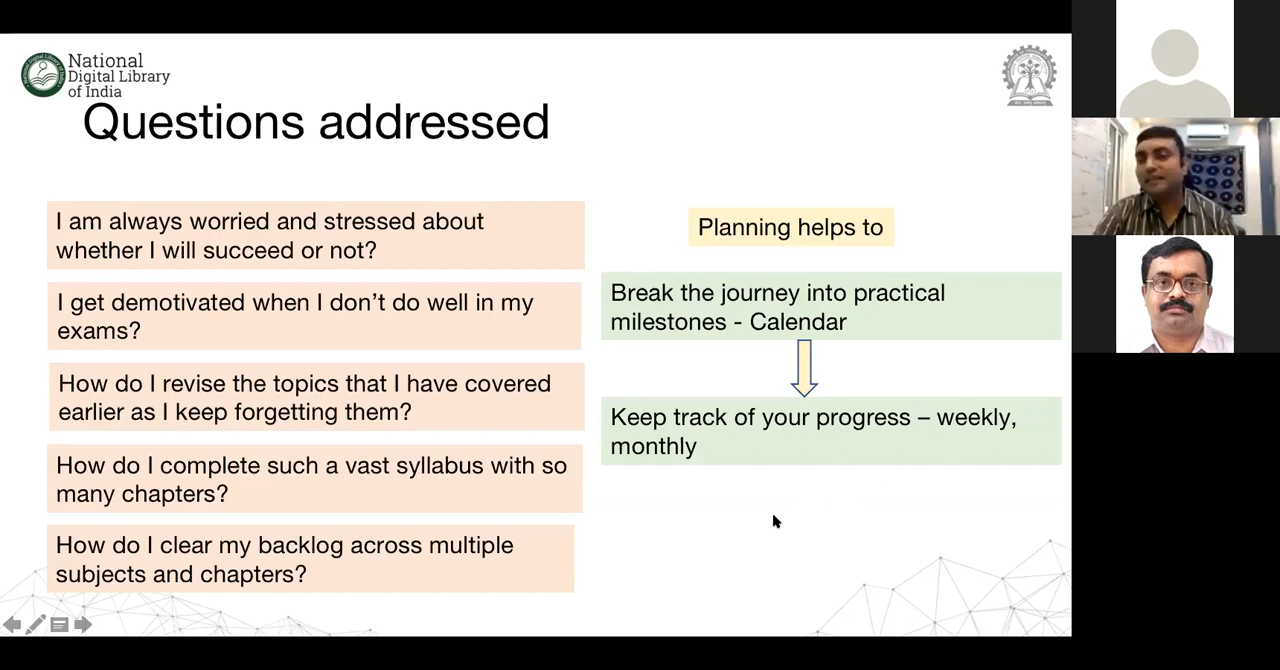 National
Digital Library
of India
Questions addressed
I am always worried and stressed about
whether I will succeed or not?
I get demotivated when I don’t do well in my
exams?
How do I revise the topics that I have covered
earlier as I keep forgetting them?
How do I complete such a vast syllabus with so
many chapters?
How do I clear my backlog across multiple
subjects and chapters?
Planning helps to
Break the journey into practical
milestones - Calendar
Keep track of your progress – weekly,
monthly